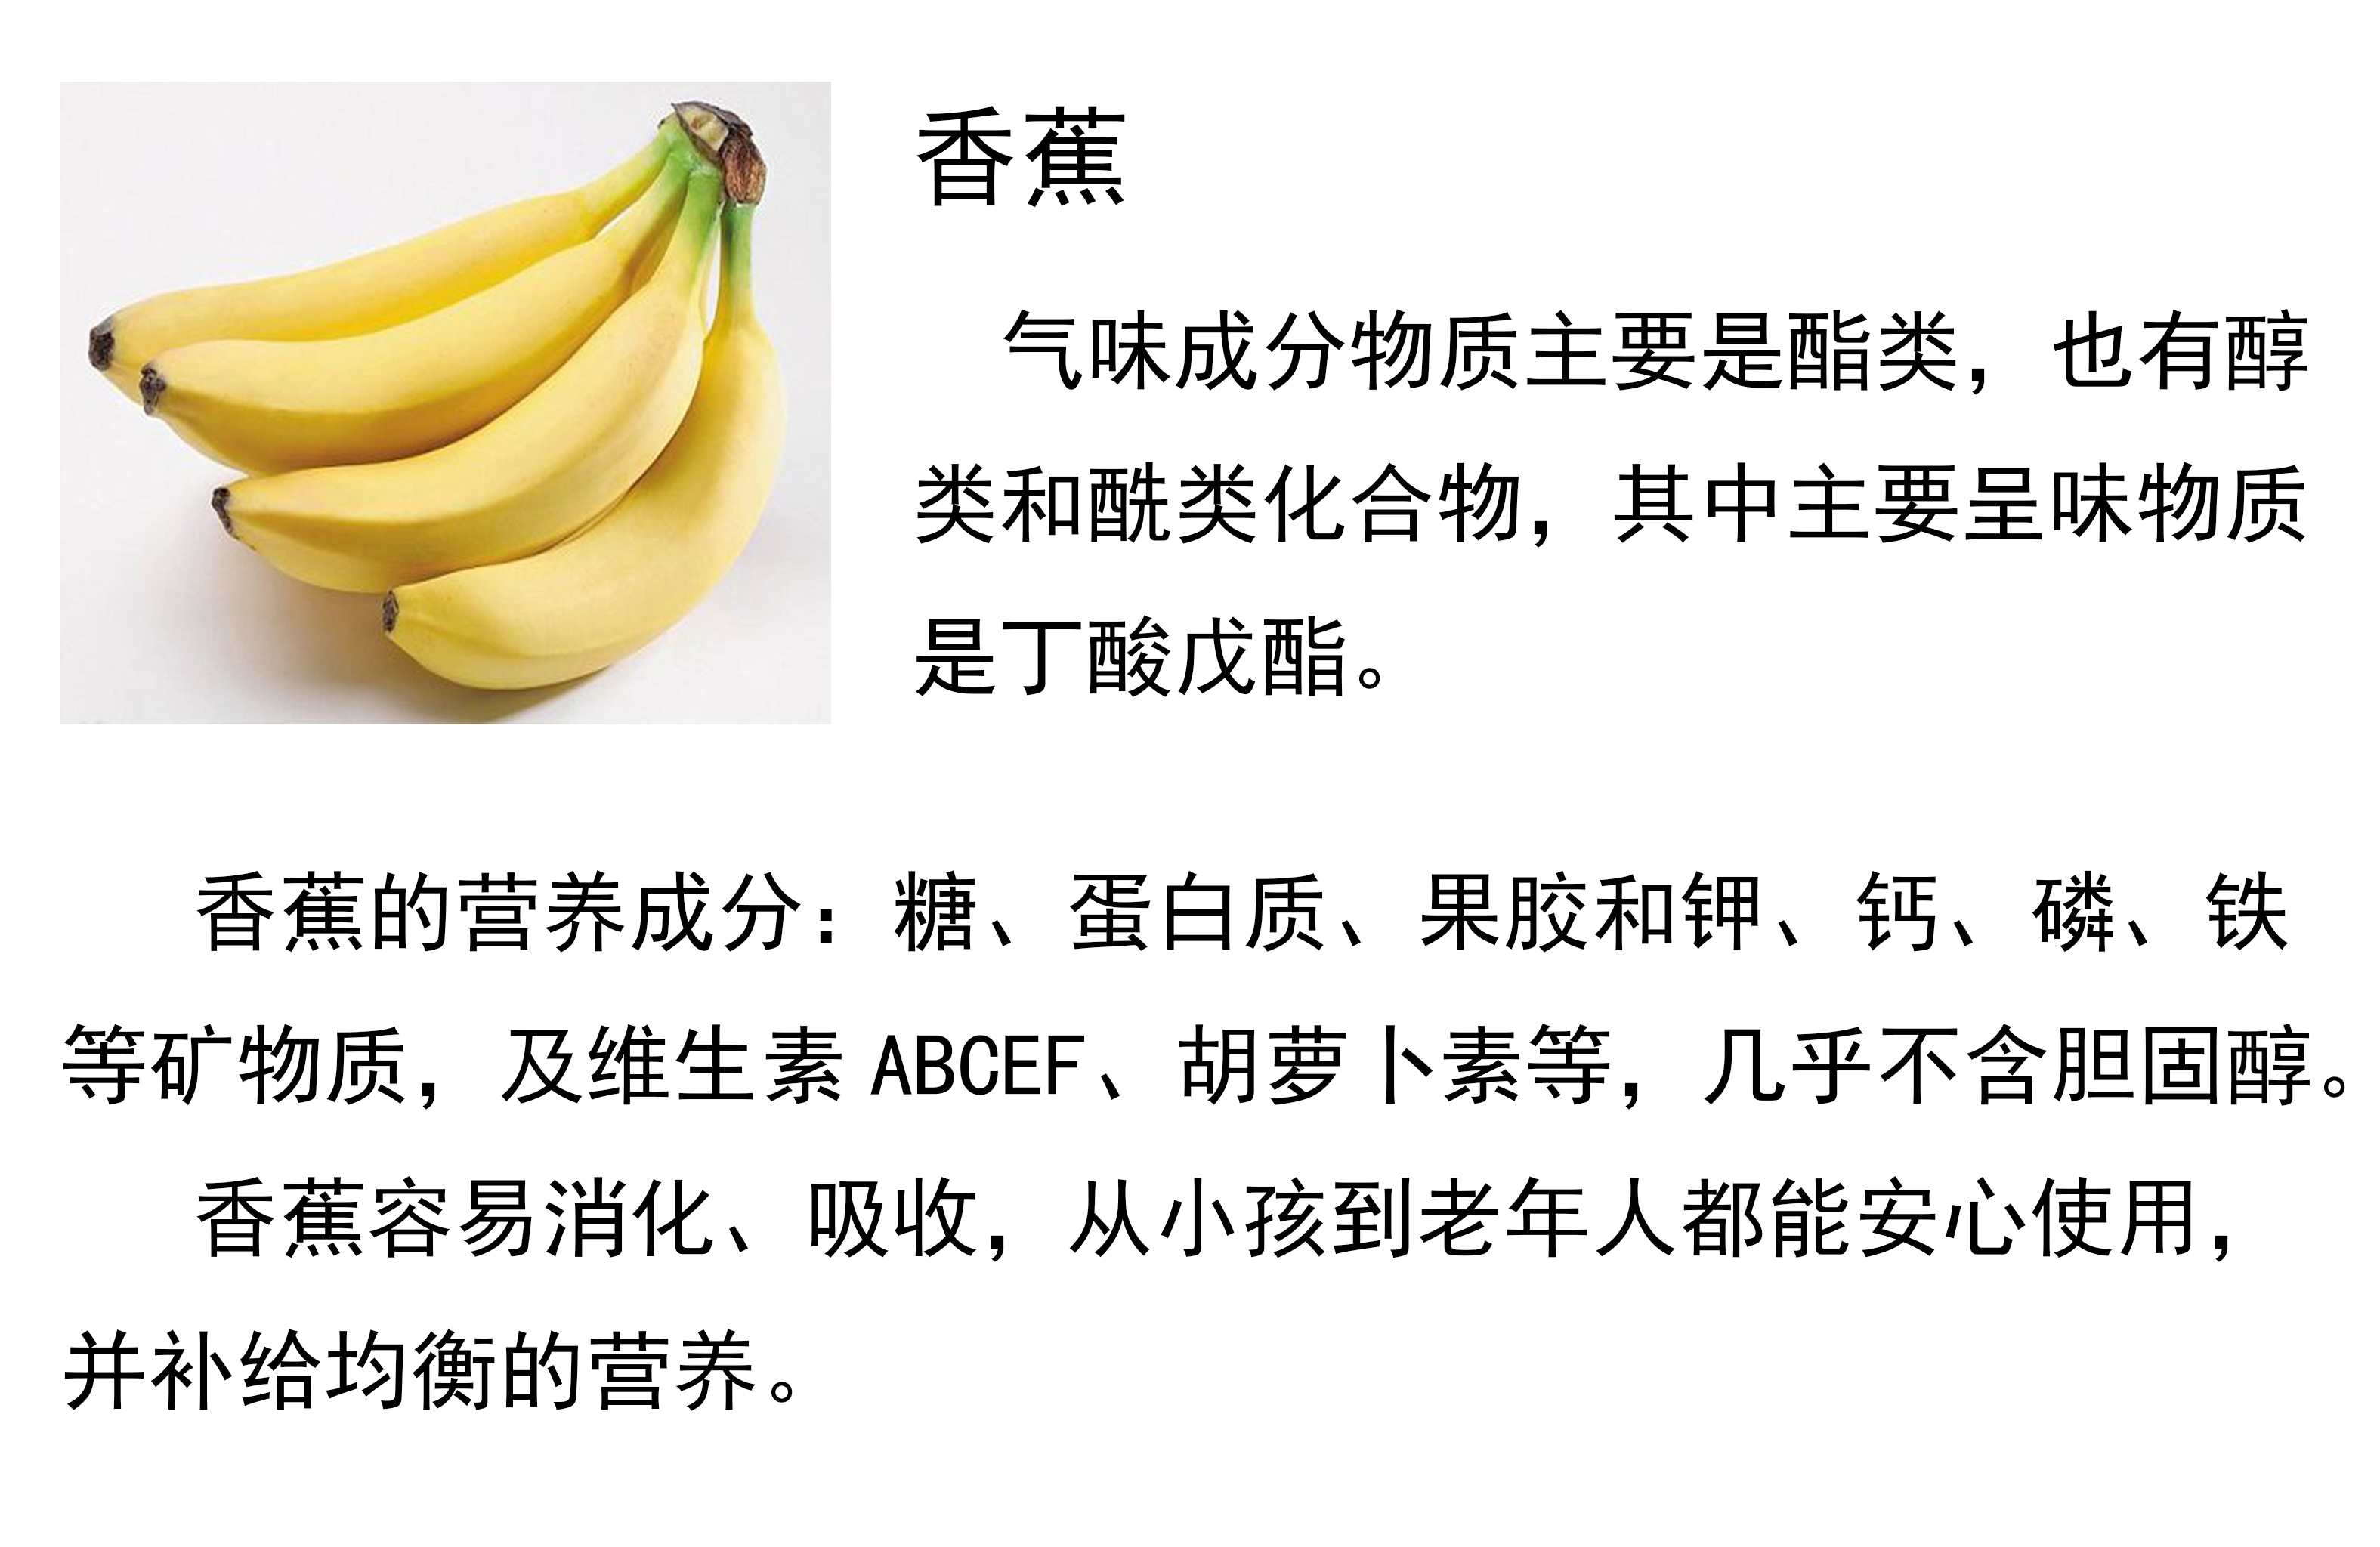 香蕉
气味成分物质主要是酯类，也有醇
类和酰类化合物，其中主要呈味物质
是丁酸戊酯。
香蕉的营养成分：糖、蛋白质、果胶和钾、钙、磷、铁
等矿物质，及维生素 ABCEF、胡萝卜素等，几乎不含胆固醇。
香蕉容易消化、吸收，从小孩到老年人都能安心使用，
并补给均衡的营养。